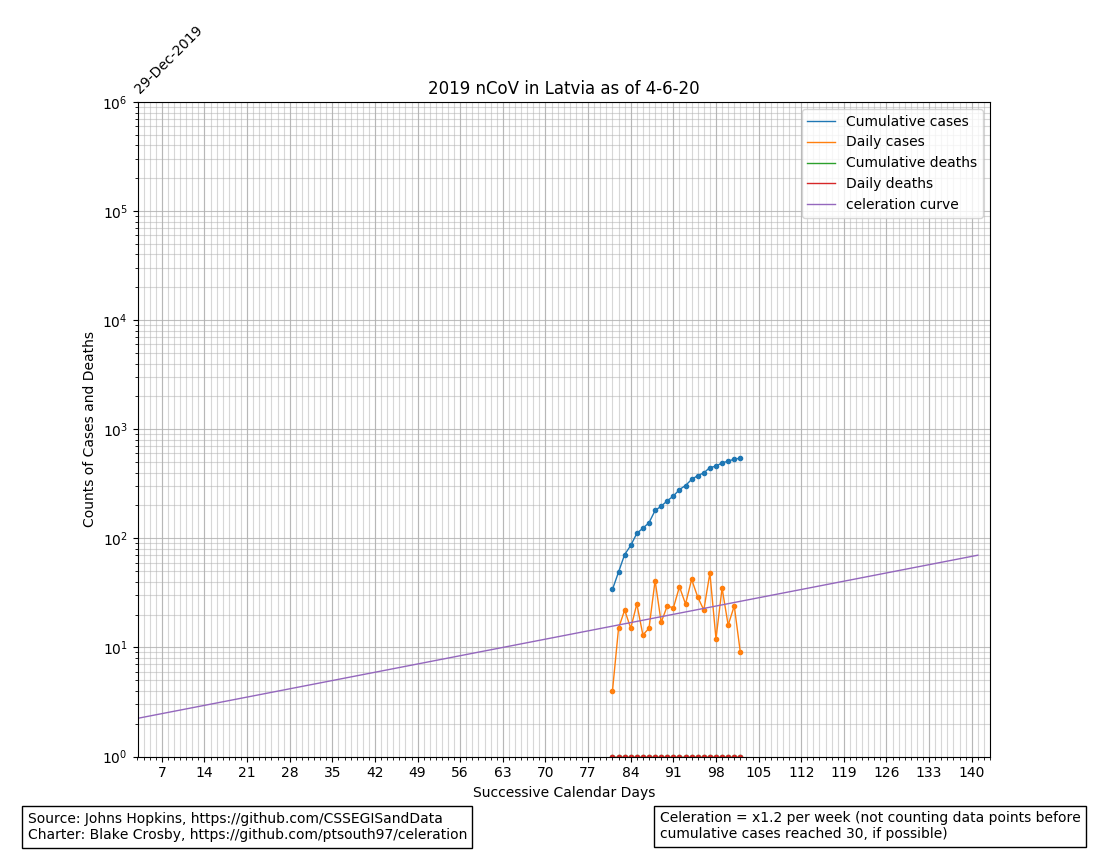 29-Dec-2019
2019 nCoV in Latvia as of 4-6-20
Counts of Cases and Deaths
10^6
10^5
10^4
10^3
10^2
10^1
10^0
Cumulative cases
Daily cases
Cumulative deaths
Daily deaths
celeration curve
7 14 21 28 35 42 49 56 63 70 77 84 91 98 105 112 119 126 133 140
Successive Calendar Days
Source: Johns Hopkins, https://github.com/CSSEGISandData
Charter: Blake Crosby, https://github.com/ptsouth97/celeration
Celeration = x1.2 per week (not counting data points before
cumulative cases reached 30, if possible)